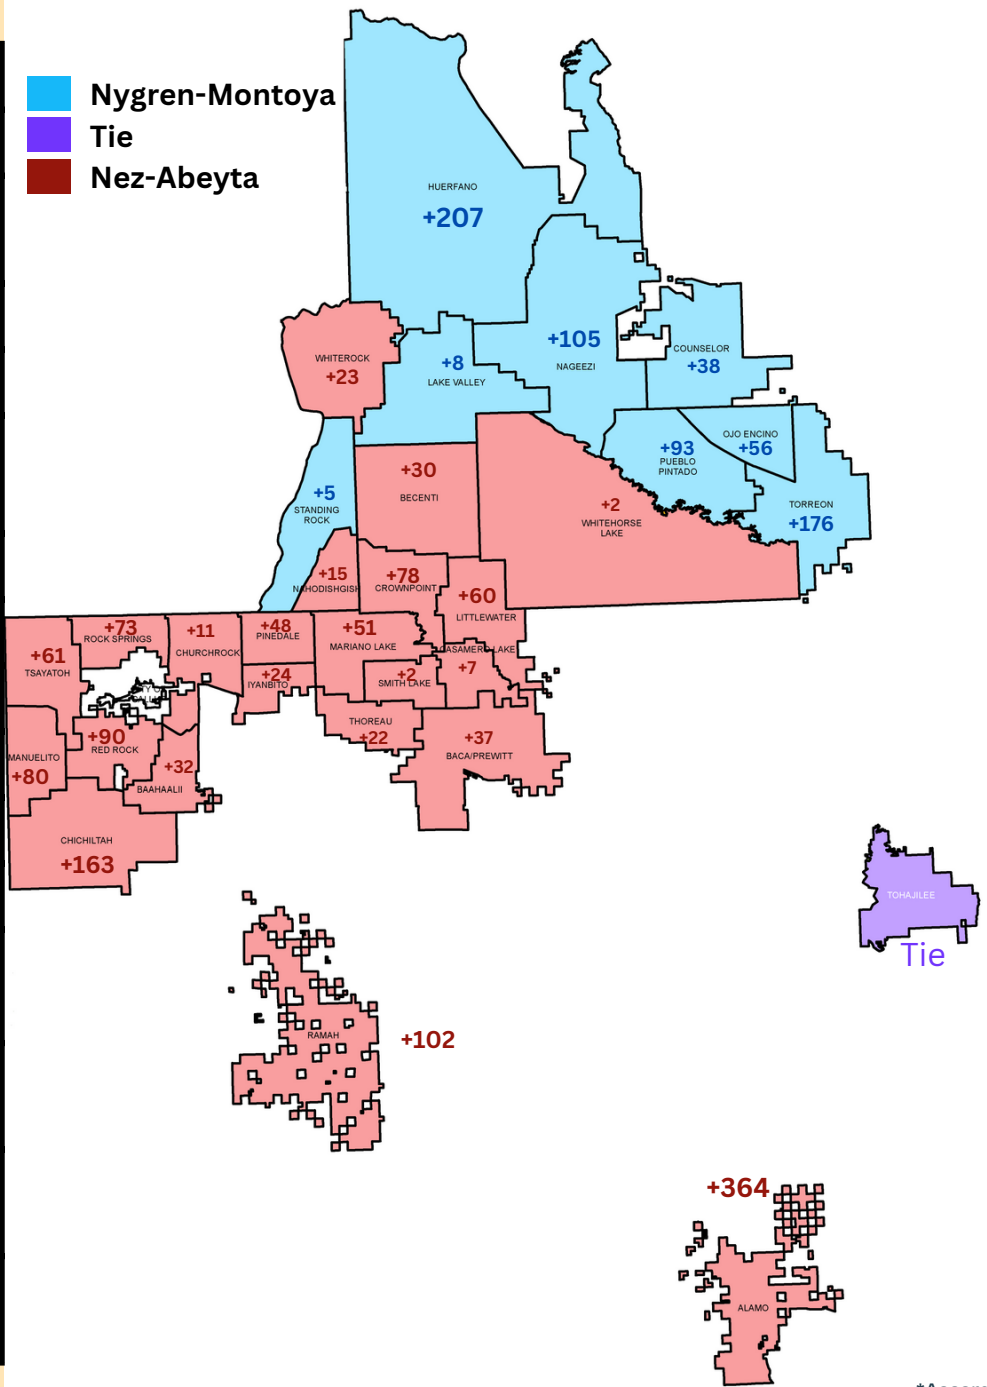 Nygren-Montoya
Tie
Nez-Abeyta
HUERFANO
+207
WHITEROCK
+23
+8
LAKE VALLEY
+105
NAGEEZI
COUNSELOR
+38
OJO ENCINO
+56
+93
PUEBLO
PINTADO
TORREON
+176
+5
STANDING
ROCK
+30
BECENTI
+2
WHITEHORSE
LAKE
+15
NAHODISHGISH
+78
CROWNPOINT
+60
LITTLEWATER
+73
ROCK SPRINGS
+61
TSAYATOH
+11
CHURCHROCK
+48
PINEDALE
+24
IYANBITO
+51
MARIANO LAKE
+2
SMITH LAKE
CASAMERO LAKE
+7
THOREAU
+22
+37
BACA/PREWITT
+90
RED ROCK
MANUELITO
+80
+32
BAAHAALII
CHICHILTAH
+163
TOHAJILEE
Tie
RAMAH
+102
+364
ALAMO